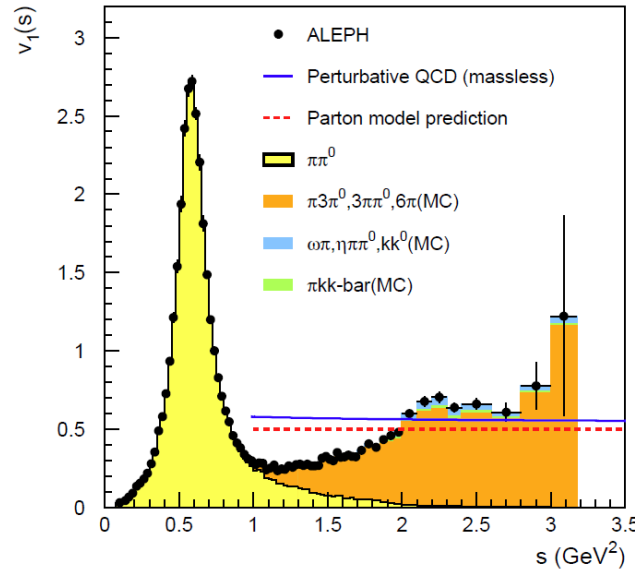 v₁(s)
3
2.5
2
1.5
1
0.5
0
ALEPH
Perturbative QCD (massless)
Parton model prediction
ππ⁰
π3π⁰,3ππ⁰,6π(MC)
ωπ,ηππ⁰,kk⁰(MC)
πkk-bar(MC)
0 0.5 1 1.5 2 2.5 3 3.5
s (GeV²)